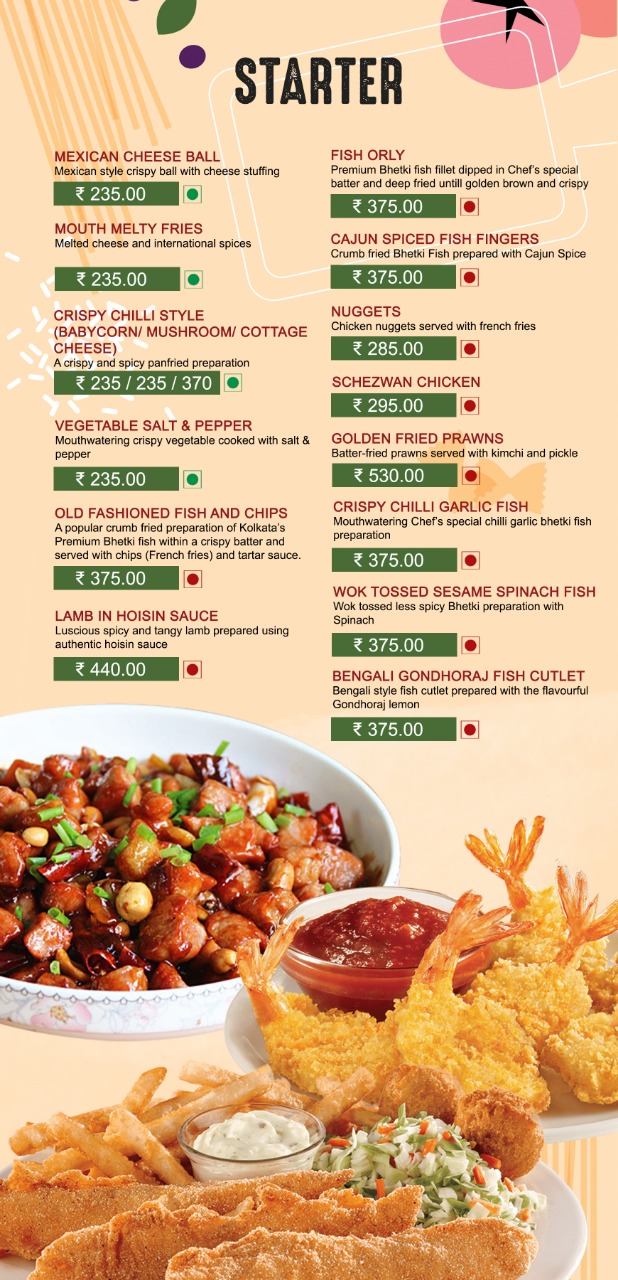 STARTER
MEXICAN CHEESE BALL
Mexican style crispy ball with cheese stuffing
₹ 235.00
MOUTH MELTY FRIES
Melted cheese and international spices
₹ 235.00
CRISPY CHILLI STYLE
(BABYCORN/ MUSHROOM/ COTTAGE
CHEESE)
A crispy and spicy panfried preparation
₹ 235 / 235 / 370
VEGETABLE SALT & PEPPER
Mouthwatering crispy vegetable cooked with salt &
pepper
₹ 235.00
OLD FASHIONED FISH AND CHIPS
A popular crumb fried preparation of Kolkata's
Premium Bhetki fish within a crispy batter and
served with chips (French fries) and tartar sauce.
₹ 375.00
LAMB IN HOISIN SAUCE
Luscious spicy and tangy lamb prepared using
authentic hoisin sauce
₹ 440.00
FISH ORLY
Premium Bhetki fish fillet dipped in Chef's special
batter and deep fried untill golden brown and crispy
₹ 375.00
CAJUN SPICED FISH FINGERS
Crumb fried Bhetki Fish prepared with Cajun Spice
₹ 375.00
NUGGETS
Chicken nuggets served with french fries
₹ 285.00
SCHEZWAN CHICKEN
₹ 295.00
GOLDEN FRIED PRAWNS
Batter-fried prawns served with kimchi and pickle
₹ 530.00
CRISPY CHILLI GARLIC FISH
Mouthwatering Chef's special chilli garlic bhetki fish
preparation
₹ 375.00
WOK TOSSED SESAME SPINACH FISH
Wok tossed less spicy Bhetki preparation with
Spinach
₹ 375.00
BENGALI GONDHORAJ FISH CUTLET
Bengali style fish cutlet prepared with the flavourful
Gondhoraj lemon
₹ 375.00